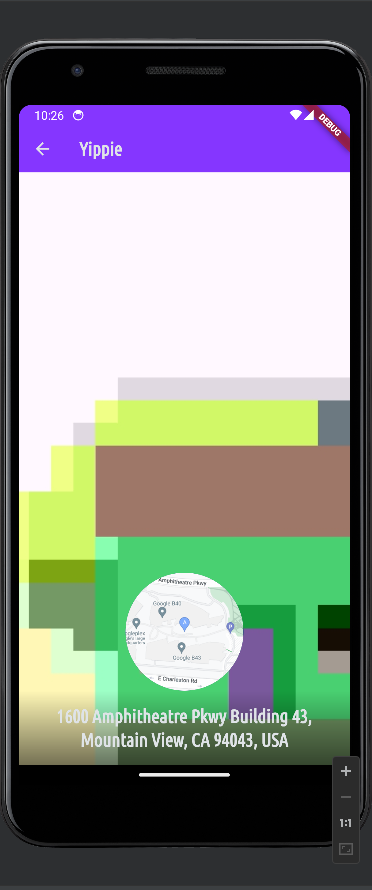 10:26
DEBUG
Yippie
Amphitheatre Pkwy
Google B40
A
P
Google B43
E Charleston Rd
1600 Amphitheatre Pkwy Building 43,
Mountain View, CA 94043, USA
1:1